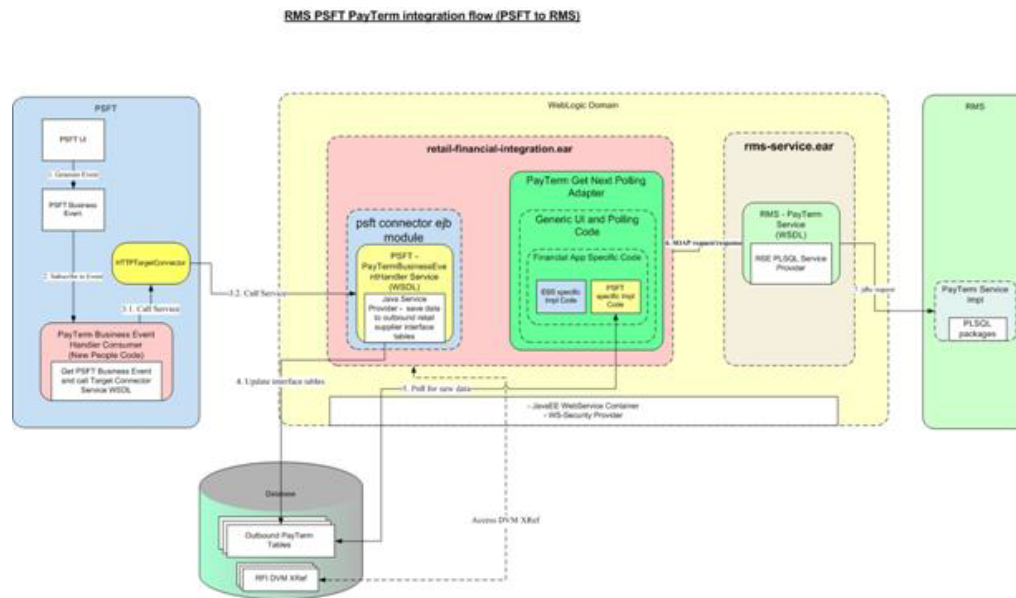 RMS PSFT PayTerm integration flow (PSFT to RMS)
PSFT
PSFT UI
1. Generate Event
PSFT Business
Event
2. Subscribe to Event
HTTPTargetConnector
3.1. Call Service
PayTerm Business Event
Handler Consumer
(New People Code)
Get PSFT Business Event
and call Target Connector
Service WSDL
3.2. Call Service
WebLogic Domain
retail-financial-integration.ear
psft connector ejb
module
PSFT -
PayTermBusinessEve
ntHandler Service
(WSDL)
Java Service
Provider - save data
to outbound retail
supplier interface
tables
PayTerm Get Next Polling
Adapter
Generic UI and Polling
Code
Financial App Specific Code
EBS specific
Impl Code
PSFT
specific Impl
Code
6. SOAP request/response
rms-service.ear
RMS - PayTerm
Service
(WSDL)
RSE PLSQL Service
Provider
RMS
PayTerm Service
Impl
PLSQL
packages
4. Update interface tables
5. Poll for new data
- JavaEE WebService Container
- WS-Security Provider
Database
Outbound PayTerm
Tables
RFI DVM XRef
Access DVM XRef